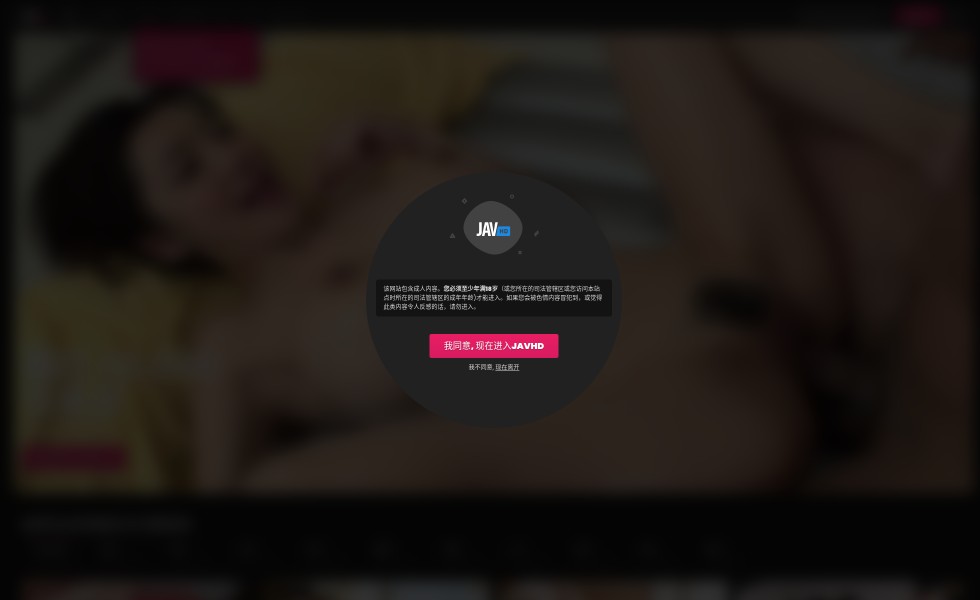 JAV HD
该网站包含成人内容。您必须至少年满18岁（或您所在的司法管辖区或您访问本站
点时所在的司法管辖区的成年年龄)才能进入。如果您会被色情内容冒犯到，或觉得
此类内容令人反感的话，请勿进入。
我同意, 现在进入JAVHD
我不同意, 现在离开